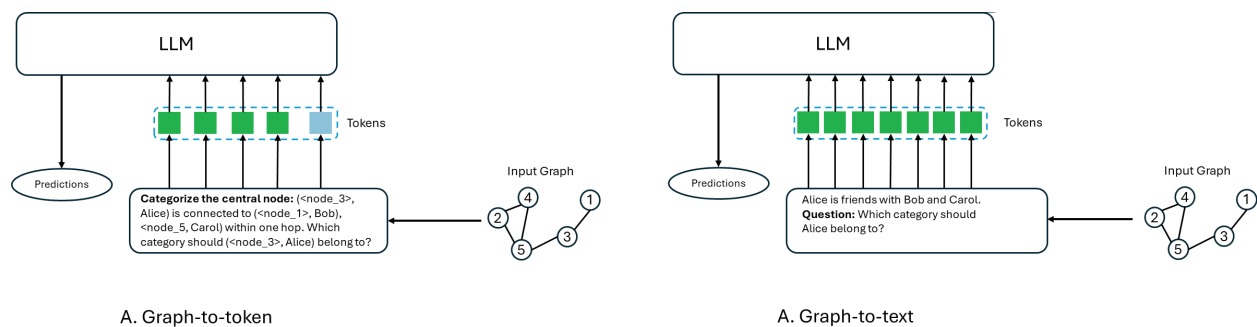 LLM
Tokens
Predictions
Categorize the central node: (<node_3>,
Alice) is connected to (<node_1>, Bob),
<node_5, Carol) within one hop. Which
category should (<node_3>, Alice) belong to?
Input Graph
4
1
2
3
5
A. Graph-to-token
LLM
Tokens
Predictions
Alice is friends with Bob and Carol.
Question: Which category should
Alice belong to?
Input Graph
4
1
2
3
5
A. Graph-to-text